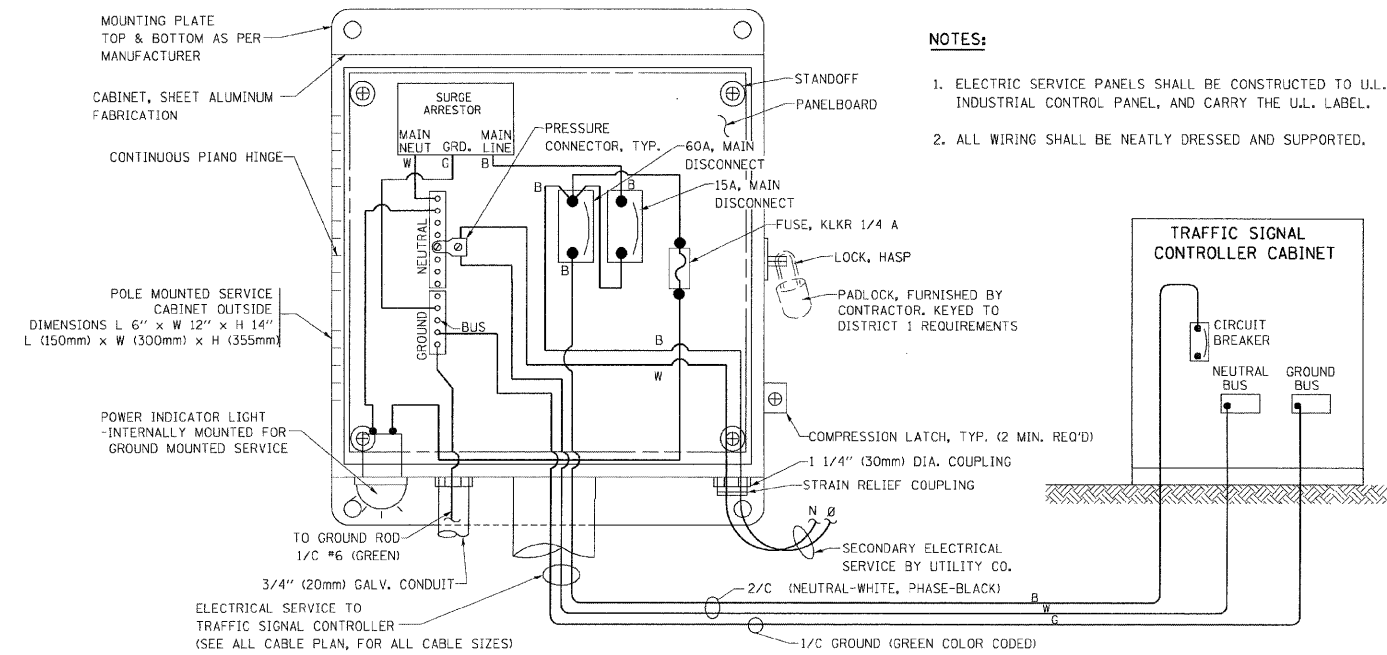 MOUNTING PLATE
TOP & BOTTOM AS PER
MANUFACTURER
CABINET, SHEET ALUMINUM
FABRICATION
CONTINUOUS PIANO HINGE
POLE MOUNTED SERVICE
CABINET OUTSIDE
DIMENSIONS L 6" x W 12" x H 14"
L (150mm) x W (300mm) x H (355mm)
POWER INDICATOR LIGHT
-INTERNALLY MOUNTED FOR
GROUND MOUNTED SERVICE
SURGE
ARRESTOR
MAIN
NEUT
GRD.
MAIN
LINE
W
G
B
NEUTRAL
GROUND
BUS
PRESSURE
CONNECTOR, TYP.
B
B
B
STANDOFF
PANELBOARD
60A, MAIN
DISCONNECT
15A, MAIN
DISCONNECT
FUSE, KLKR 1/4 A
LOCK, HASP
PADLOCK, FURNISHED BY
CONTRACTOR. KEYED TO
DISTRICT 1 REQUIREMENTS
B
W
COMPRESSION LATCH, TYP. (2 MIN. REQ'D)
1 1/4" (30mm) DIA. COUPLING
STRAIN RELIEF COUPLING
N Ø
SECONDARY ELECTRICAL
SERVICE BY UTILITY CO.
TO GROUND ROD
1/C #6 (GREEN)
3/4" (20mm) GALV. CONDUIT
ELECTRICAL SERVICE TO
TRAFFIC SIGNAL CONTROLLER
(SEE ALL CABLE PLAN, FOR ALL CABLE SIZES)
2/C (NEUTRAL-WHITE, PHASE-BLACK)
B
W
G
1/C GROUND (GREEN COLOR CODED)
NOTES:
1. ELECTRIC SERVICE PANELS SHALL BE CONSTRUCTED TO U.L.
INDUSTRIAL CONTROL PANEL, AND CARRY THE U.L. LABEL.
2. ALL WIRING SHALL BE NEATLY DRESSED AND SUPPORTED.
TRAFFIC SIGNAL
CONTROLLER CABINET
CIRCUIT
BREAKER
NEUTRAL
BUS
GROUND
BUS